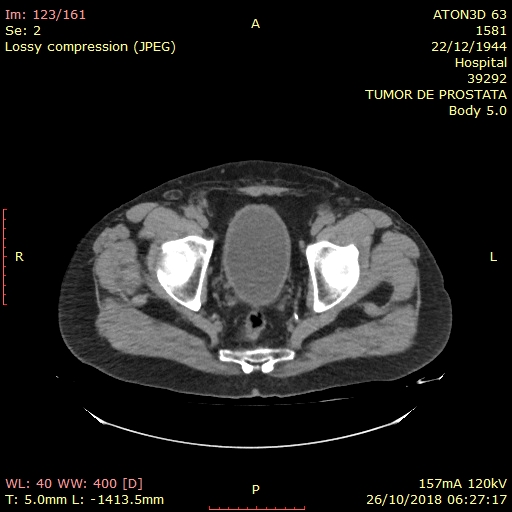 Im: 123/161
Se: 2
Lossy compression (JPEG)
A
ATON3D 63
1581
22/12/1944
Hospital
39292
TUMOR DE PROSTATA
Body 5.0
R
L
WL: 40 WW: 400 [D]
T: 5.0mm L: -1413.5mm
P
157mA 120kV
26/10/2018 06:27:17